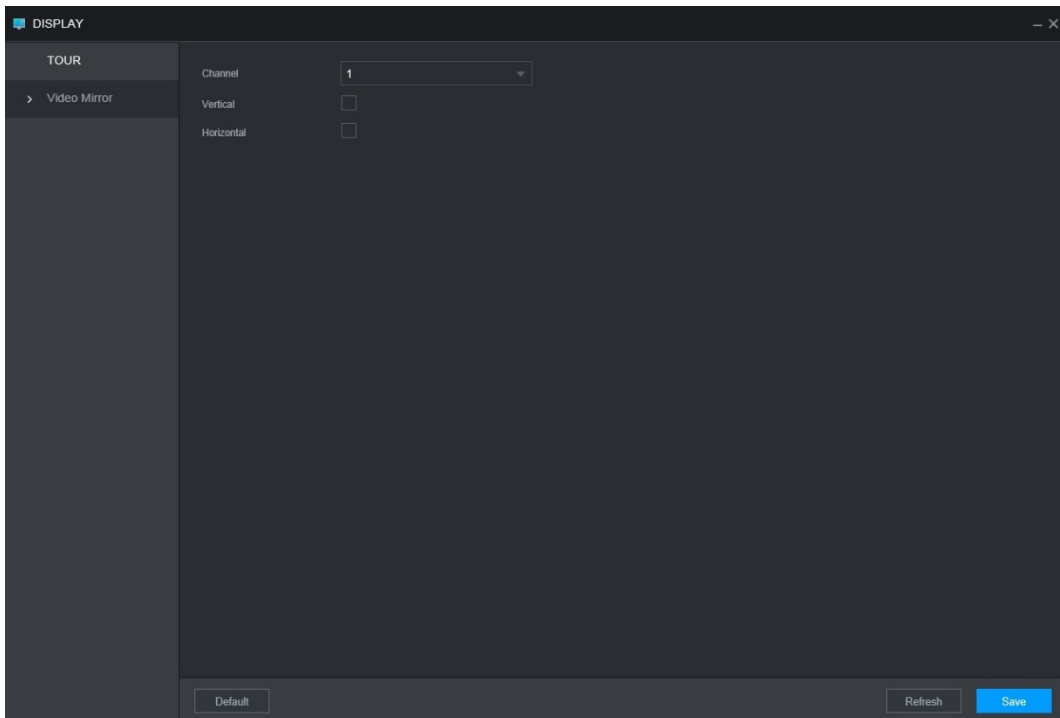 DISPLAY
TOUR
Video Mirror
Channel 1
Vertical
Horizontal
Default Refresh Save